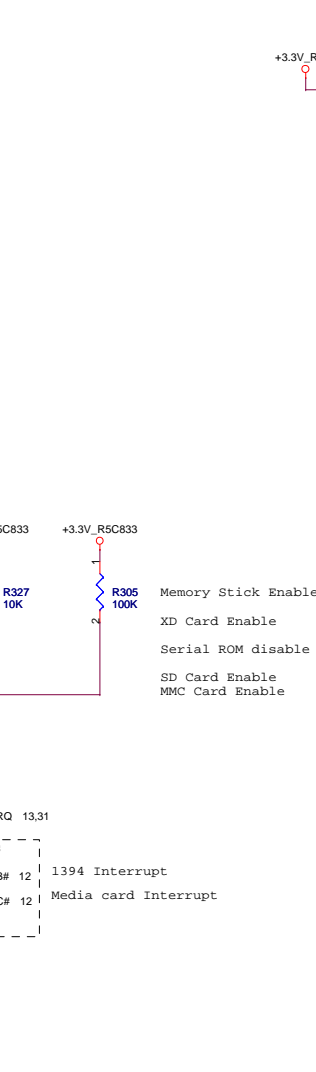 +3.3V_R
5C833 +3.3V_R5C833
1
R327 R305 Memory Stick Enable
10K 100K
2 XD Card Enable
Serial ROM disable
SD Card Enable
MMC Card Enable
RQ 13,31
B# 12 1394 Interrupt
C# 12 Media card Interrupt